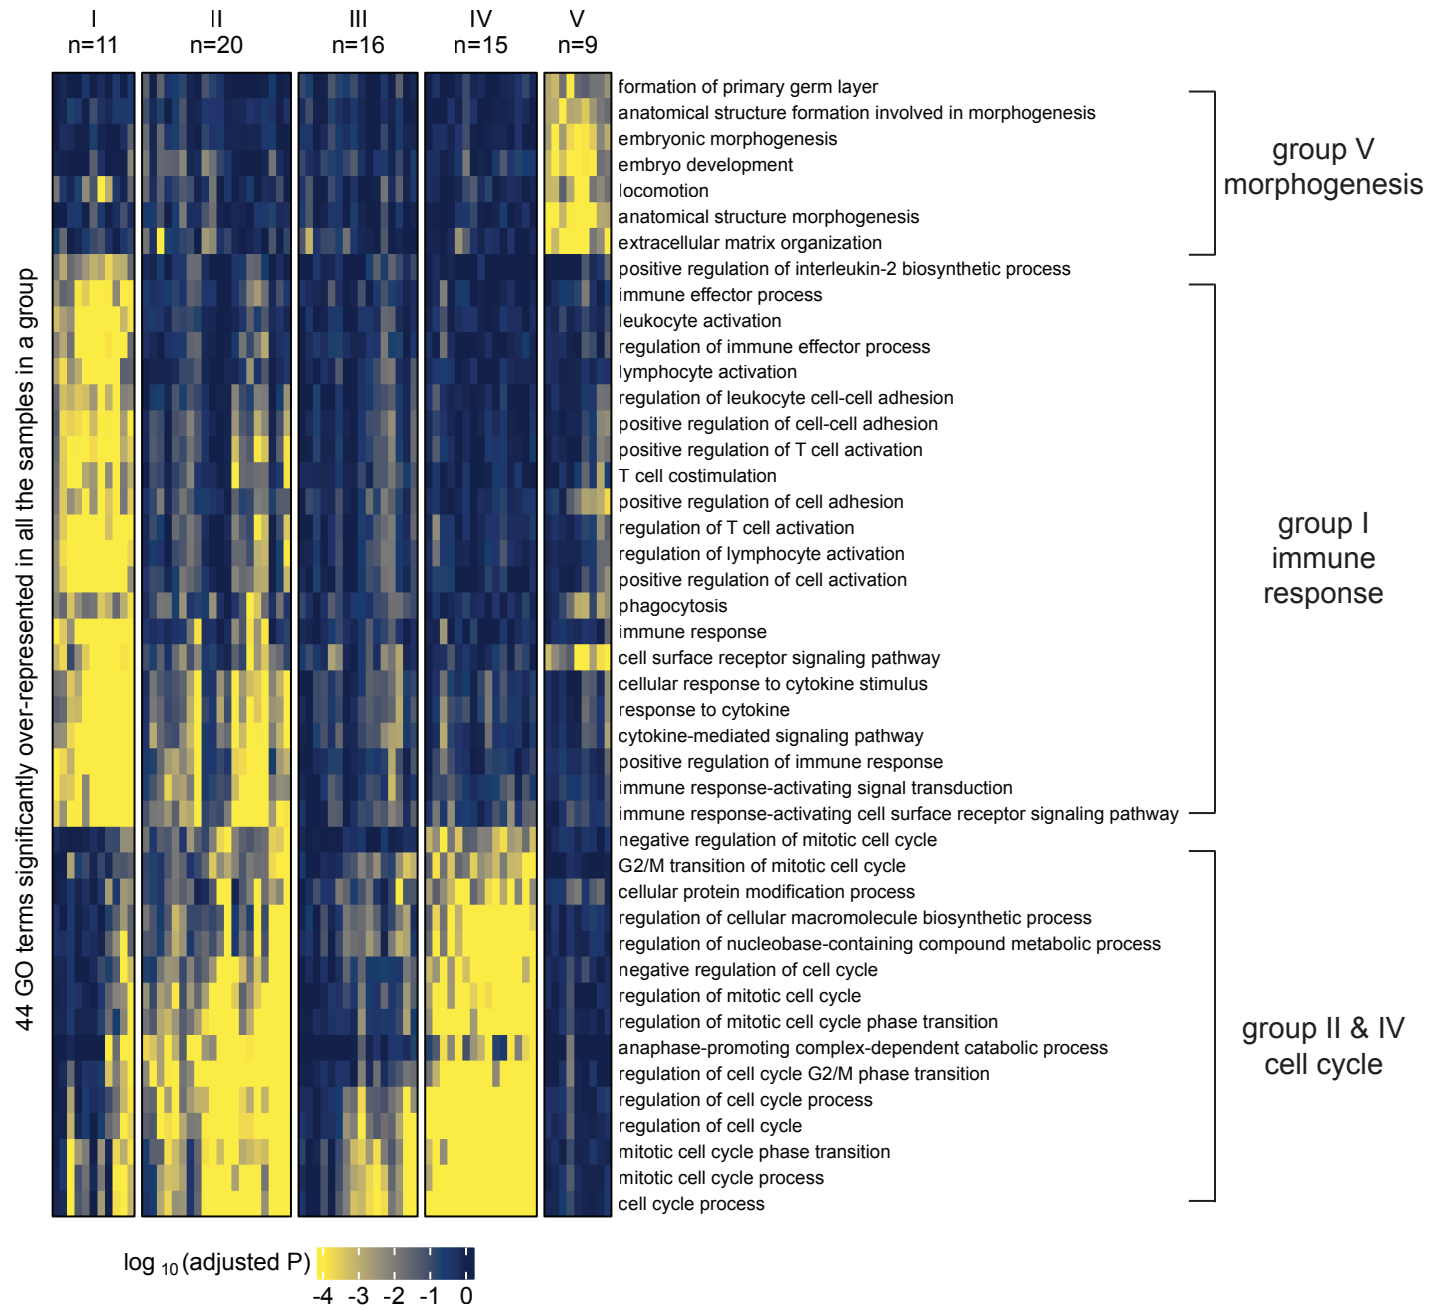 I
II
III
IV
V
n=11
n=20
n=16
n=15
n=9
44 GO terms significantly over-represented in all the samples in a group
formation of primary germ layer
anatomical structure formation involved in morphogenesis
embryonic morphogenesis
embryo development
locomotion
anatomical structure morphogenesis
extracellular matrix organization
positive regulation of interleukin-2 biosynthetic process
immune effector process
leukocyte activation
regulation of immune effector process
lymphocyte activation
regulation of leukocyte cell-cell adhesion
positive regulation of cell-cell adhesion
positive regulation of T cell activation
T cell costimulation
positive regulation of cell adhesion
regulation of T cell activation
regulation of lymphocyte activation
positive regulation of cell activation
phagocytosis
immune response
cell surface receptor signaling pathway
cellular response to cytokine stimulus
response to cytokine
cytokine-mediated signaling pathway
positive regulation of immune response
immune response-activating signal transduction
immune response-activating cell surface receptor signaling pathway
negative regulation of mitotic cell cycle
G2/M transition of mitotic cell cycle
cellular protein modification process
regulation of cellular macromolecule biosynthetic process
regulation of nucleobase-containing compound metabolic process
negative regulation of cell cycle
regulation of mitotic cell cycle
regulation of mitotic cell cycle phase transition
anaphase-promoting complex-dependent catabolic process
regulation of cell cycle G2/M phase transition
regulation of cell cycle process
regulation of cell cycle
mitotic cell cycle phase transition
mitotic cell cycle process
cell cycle process
group V
morphogenesis
group I
immune
response
group II & IV
cell cycle
log 10 (adjusted P)
-4 -3 -2 -1 0